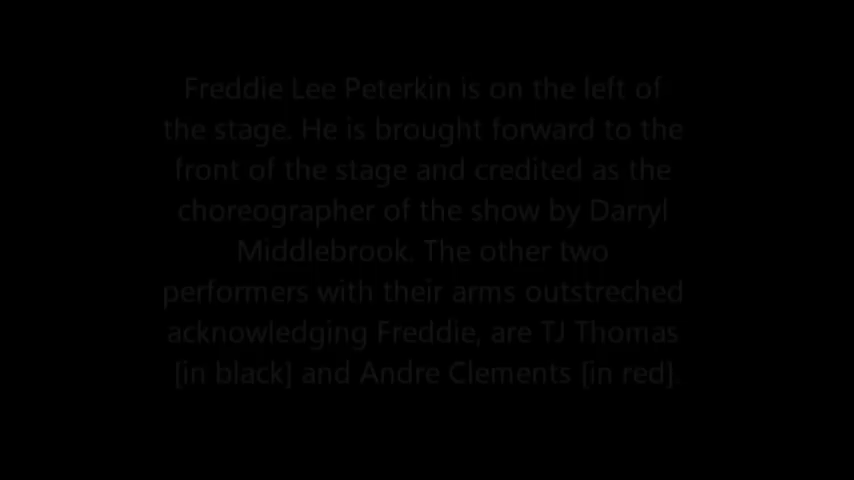 Freddie Lee Peterkin is on the left of
the stage. He is brought forward to the
front of the stage and credited as the
choreographer of the show by Darryl
Middlebrook. The other two
performers with their arms outstreched
acknowledging Freddie, are TJ Thomas
[in black] and Andre Clements [in red].